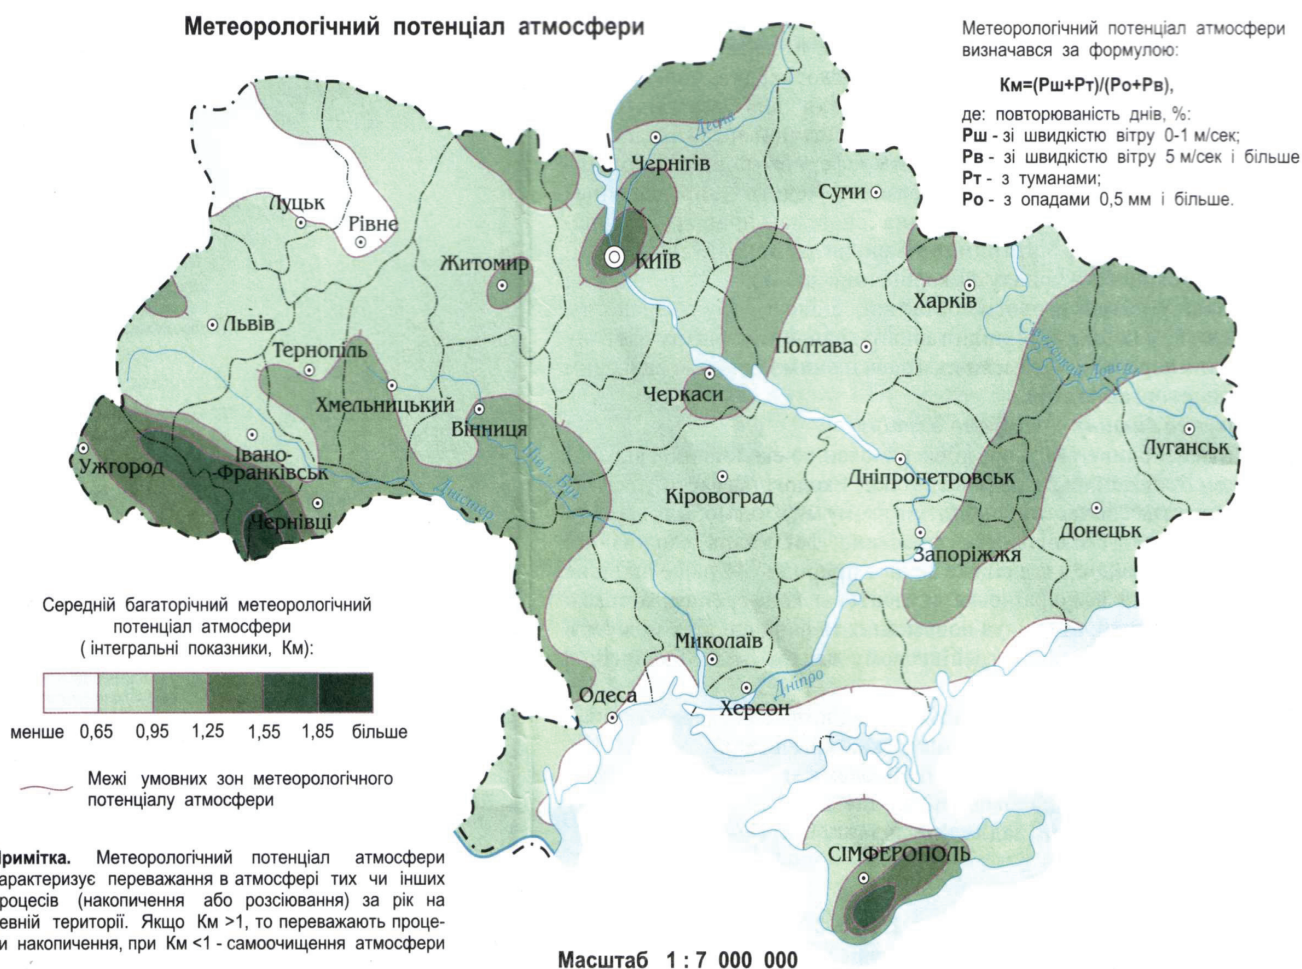 Метеорологічний потенціал атмосфери
Метеорологічний потенціал атмосфери
визначався за формулою:
Км=(Рш+Рт)/(Ро+Рв),
де: повторюваність днів, %:
Рш - зі швидкістю вітру 0-1 м/сек;
Рв - зі швидкістю вітру 5 м/сек і більше
Рт - з туманами;
Ро - з опадами 0,5 мм і більше.
Десна
Чернігів
Суми
Луцьк
Рівне
Житомир
КИЇВ
Харків
Львів
Сіверський Донець
Тернопіль
Полтава
Хмельницький
Черкаси
Вінниця
Луганськ
Ужгород
Івано-
Франківськ
Півд. Буг
Дніпропетровськ
Кіровоград
Дністер
Чернівці
Донецьк
Запоріжжя
Миколаїв
Одеса
Дніпро
Херсон
СІМФЕРОПОЛЬ
Середній багаторічний метеорологічний
потенціал атмосфери
( інтегральні показники, Км):
менше 0,65 0,95 1,25 1,55 1,85 більше
Межі умовних зон метеорологічного
потенціалу атмосфери
римітка. Метеорологічний потенціал атмосфери
арактеризує переважання в атмосфері тих чи інших
роцесів (накопичення або розсіювання) за рік на
евній території. Якщо Км >1, то переважають проце-
и накопичення, при Км <1 - самоочищення атмосфери
Масштаб 1 : 7 000 000